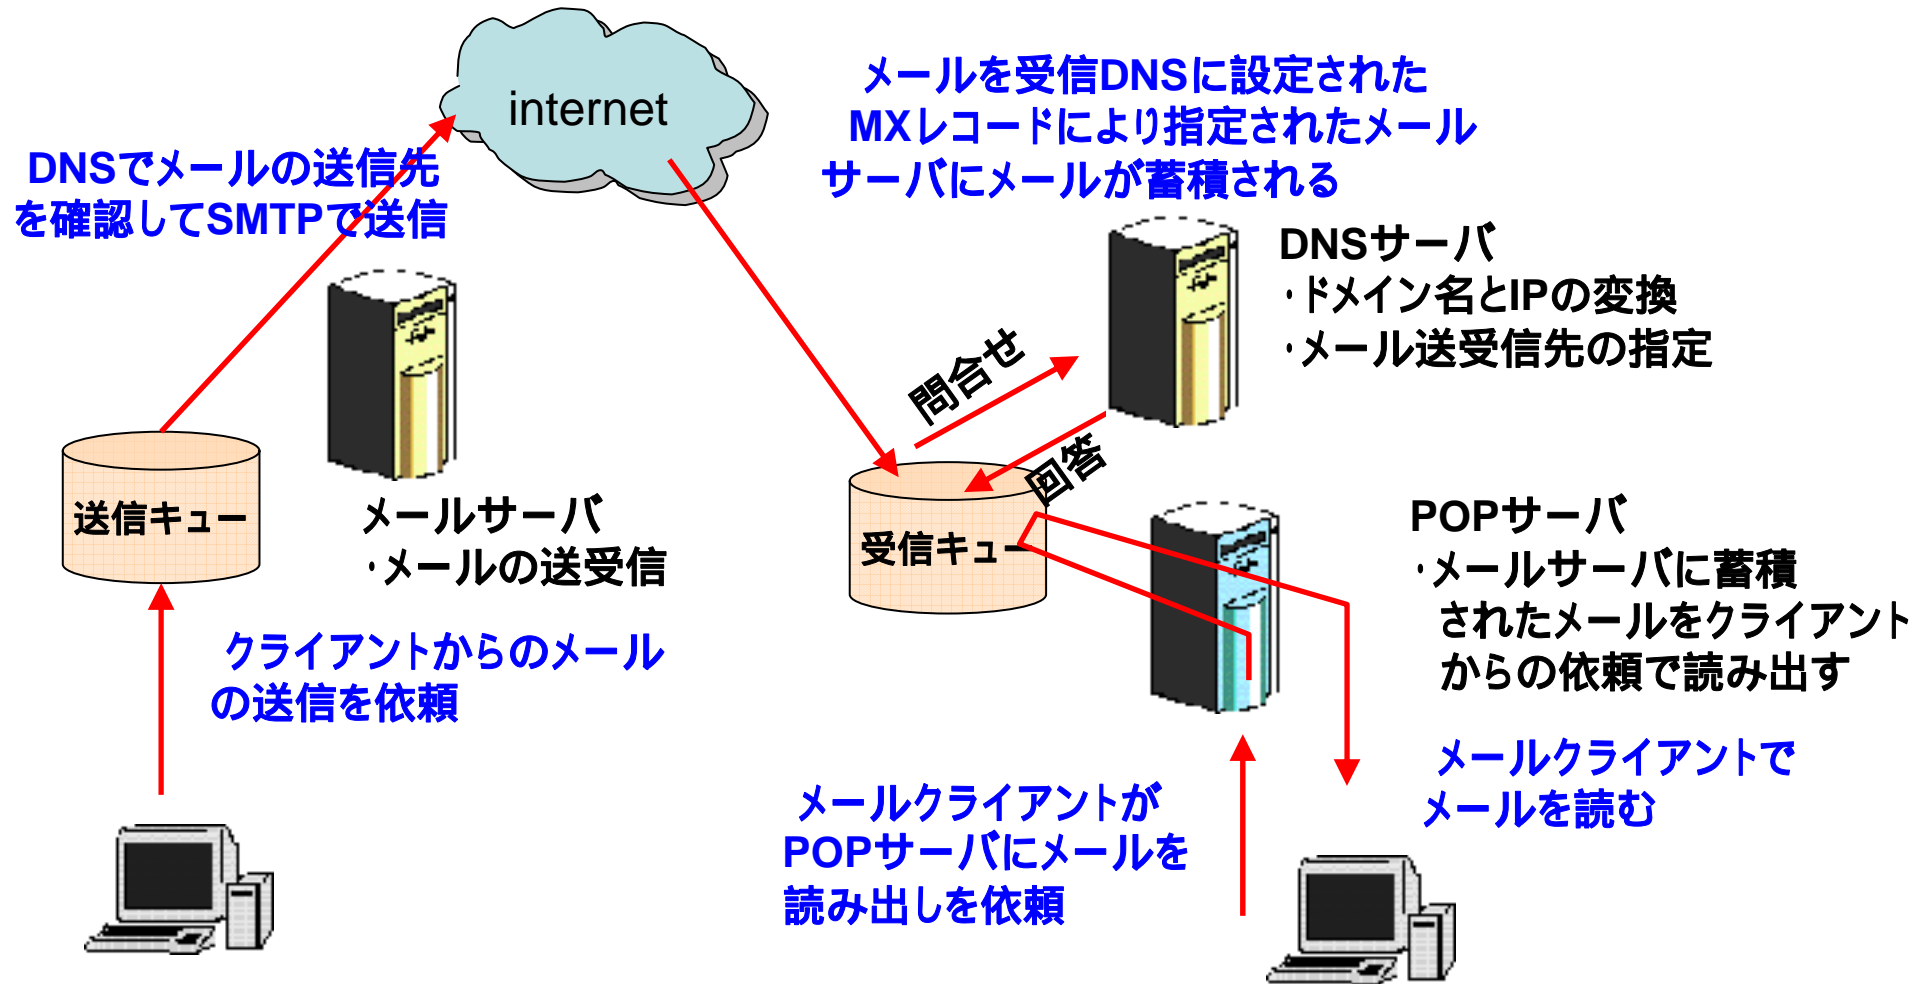 internet
メールを受信DNSに設定された
MXレコードにより指定されたメール
サーバにメールが蓄積される
DNSでメールの送信先
を確認してSMTPで送信
DNSサーバ
・ドメイン名とIPの変換
・メール送受信先の指定
問合せ
回答
送信キュー
メールサーバ
・メールの送受信
受信キュー
POPサーバ
・メールサーバに蓄積
されたメールをクライアント
からの依頼で読み出す
クライアントからのメール
の送信を依頼
メールクライアントが
POPサーバにメールを
読み出しを依頼
メールクライアントで
メールを読む